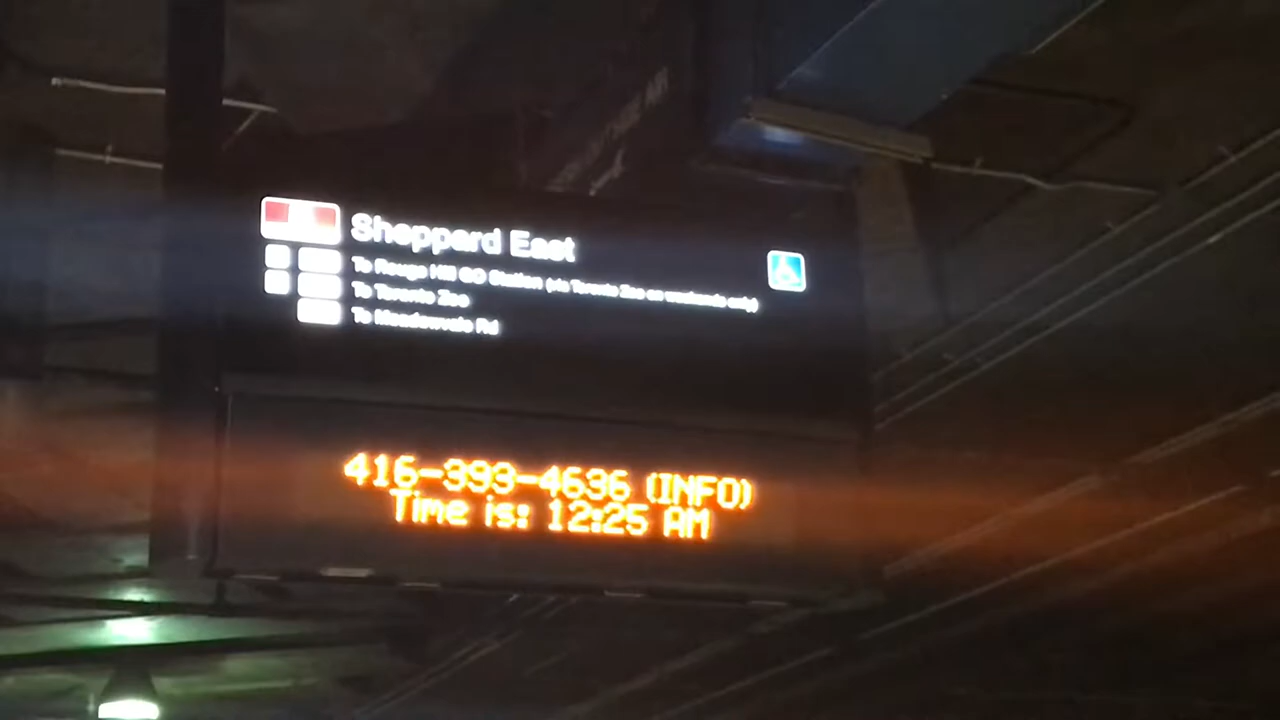 Sheppard East
To Rouge Hill GO Station (via Toronto Zoo on weekends only)
To Toronto Zoo
To Meadowvale Rd
416-393-4636 (INFO)
Time is: 12:25 AM